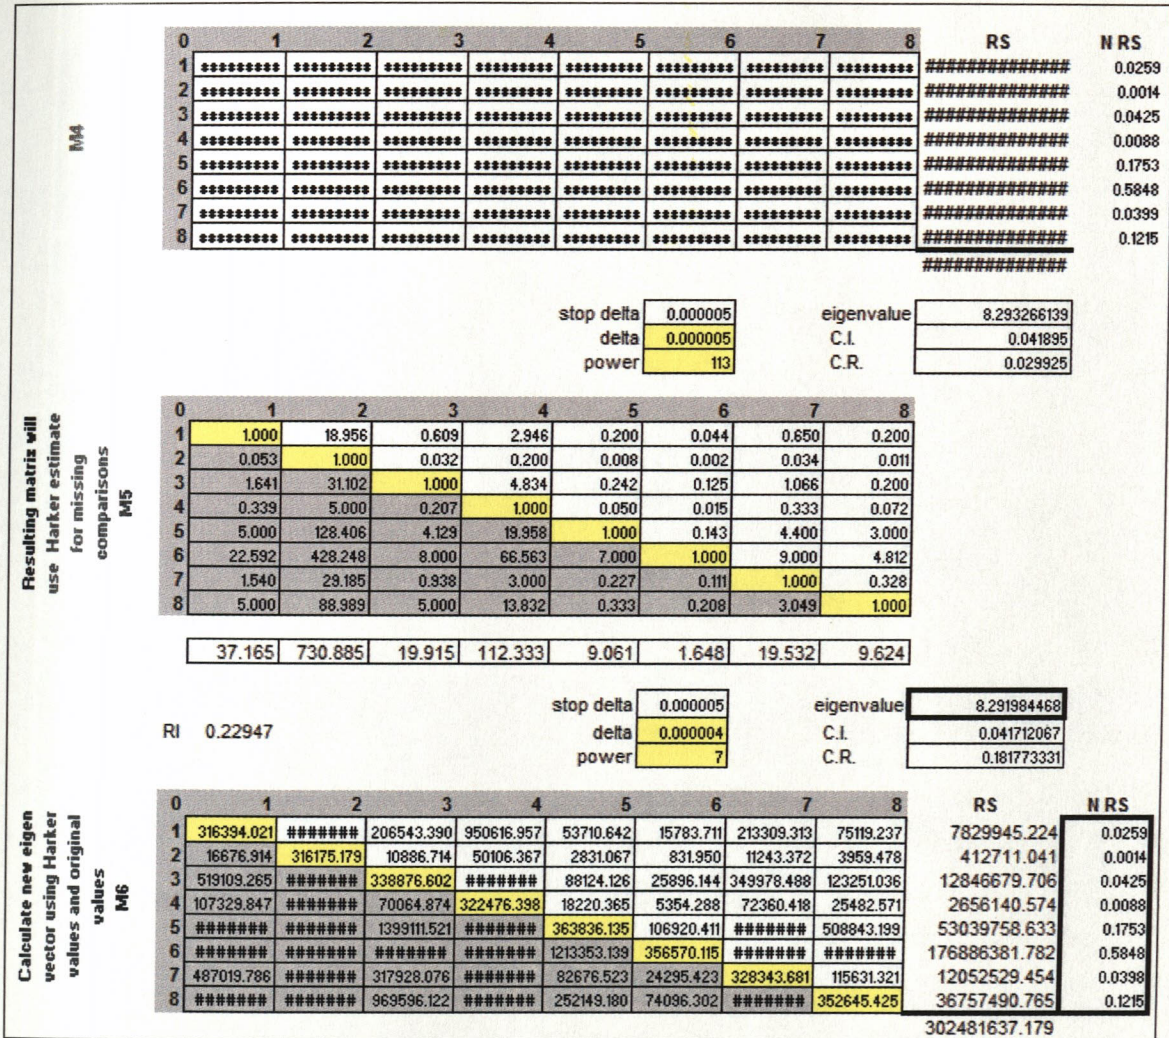 M4
0 1 2 3 4 5 6 7 8 RS N RS
1 ######### ######### ######### ######### ######### ######### ######### ######### ############## 0.0259
2 ######### ######### ######### ######### ######### ######### ######### ######### ############## 0.0014
3 ######### ######### ######### ######### ######### ######### ######### ######### ############## 0.0425
4 ######### ######### ######### ######### ######### ######### ######### ######### ############## 0.0088
5 ######### ######### ######### ######### ######### ######### ######### ######### ############## 0.1753
6 ######### ######### ######### ######### ######### ######### ######### ######### ############## 0.5848
7 ######### ######### ######### ######### ######### ######### ######### ######### ############## 0.0399
8 ######### ######### ######### ######### ######### ######### ######### ######### ############## 0.1215
##############
stop delta 0.000005 eigenvalue 8.293266139
delta 0.000005 C.I. 0.041895
power 113 C.R. 0.029925
Resulting matrix will
use Harker estimate
for missing
comparisons
M5
0 1 2 3 4 5 6 7 8
1 1.000 18.956 0.609 2.946 0.200 0.044 0.650 0.200
2 0.053 1.000 0.032 0.200 0.008 0.002 0.034 0.011
3 1.641 31.102 1.000 4.834 0.242 0.125 1.066 0.200
4 0.339 5.000 0.207 1.000 0.050 0.015 0.333 0.072
5 5.000 128.406 4.129 19.958 1.000 0.143 4.400 3.000
6 22.592 428.248 8.000 66.563 7.000 1.000 9.000 4.812
7 1.540 29.185 0.938 3.000 0.227 0.111 1.000 0.328
8 5.000 88.989 5.000 13.832 0.333 0.208 3.049 1.000
37.165 730.885 19.915 112.333 9.061 1.648 19.532 9.624
stop delta 0.000005 eigenvalue 8.291984468
RI 0.22947 delta 0.000004 C.I. 0.041712067
power 7 C.R. 0.181773331
Calculate new eigen
vector using Harker
values and original
values
M6
0 1 2 3 4 5 6 7 8 RS N RS
1 316394.021 ####### 206543.390 950616.957 53710.642 15783.711 213309.313 75119.237 7829945.224 0.0259
2 16676.914 316175.179 10886.714 50106.367 2831.067 831.950 11243.372 3959.478 412711.041 0.0014
3 519109.265 ####### 338876.602 ####### 88124.126 25896.144 349978.488 123251.036 12846679.706 0.0425
4 107329.847 ####### 70064.874 322476.398 18220.365 5354.288 72360.418 25482.571 2656140.574 0.0088
5 ####### ####### 1399111.521 ####### 363836.135 106920.411 ####### 508843.199 53039758.633 0.1753
6 ####### ####### ####### ####### 1213353.139 356570.115 ####### ####### 176886381.782 0.5848
7 487019.786 ####### 317928.076 ####### 82676.523 24295.423 328343.681 115631.321 12052529.454 0.0398
8 ####### ####### 969596.122 ####### 252149.180 74096.302 ####### 352645.425 36757490.765 0.1215
302481637.179